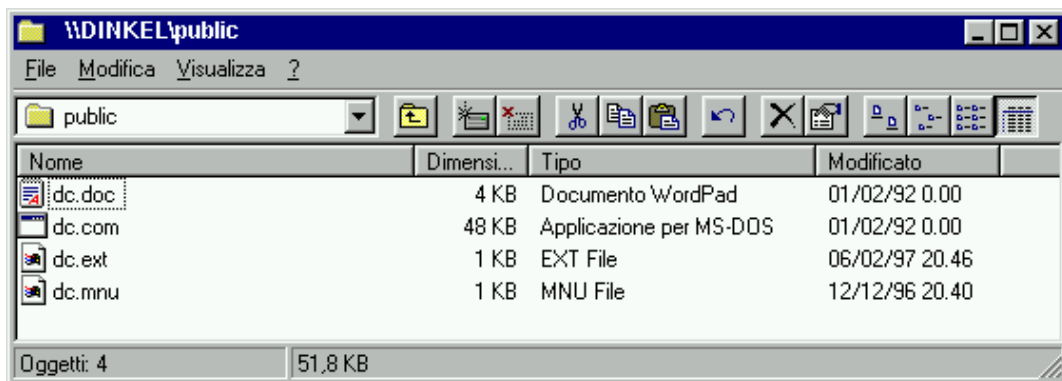 \\DINKEL\public
File Modifica Visualizza ?
public
Nome Dimensi... Tipo Modificato
dc.doc 4 KB Documento WordPad 01/02/92 0.00
dc.com 48 KB Applicazione per MS-DOS 01/02/92 0.00
dc.ext 1 KB EXT File 06/02/97 20.46
dc.mnu 1 KB MNU File 12/12/96 20.40
Oggetti: 4 51,8 KB